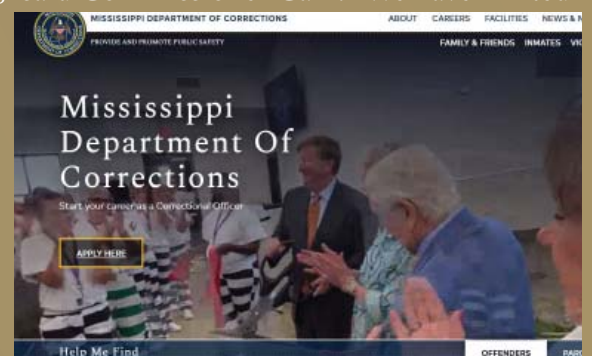 MISSISSIPPI DEPARTMENT OF CORRECTIONS
ABOUT CAREERS FACILITIES NEWS &
PROVIDE AND PROMOTE PUBLIC SAFETY
FAMILY & FRIENDS INMATES
Mississippi
Department Of
Corrections
Start your career as a Correctional Officer
APPLY HERE
Help Me Find
OFFENDERS